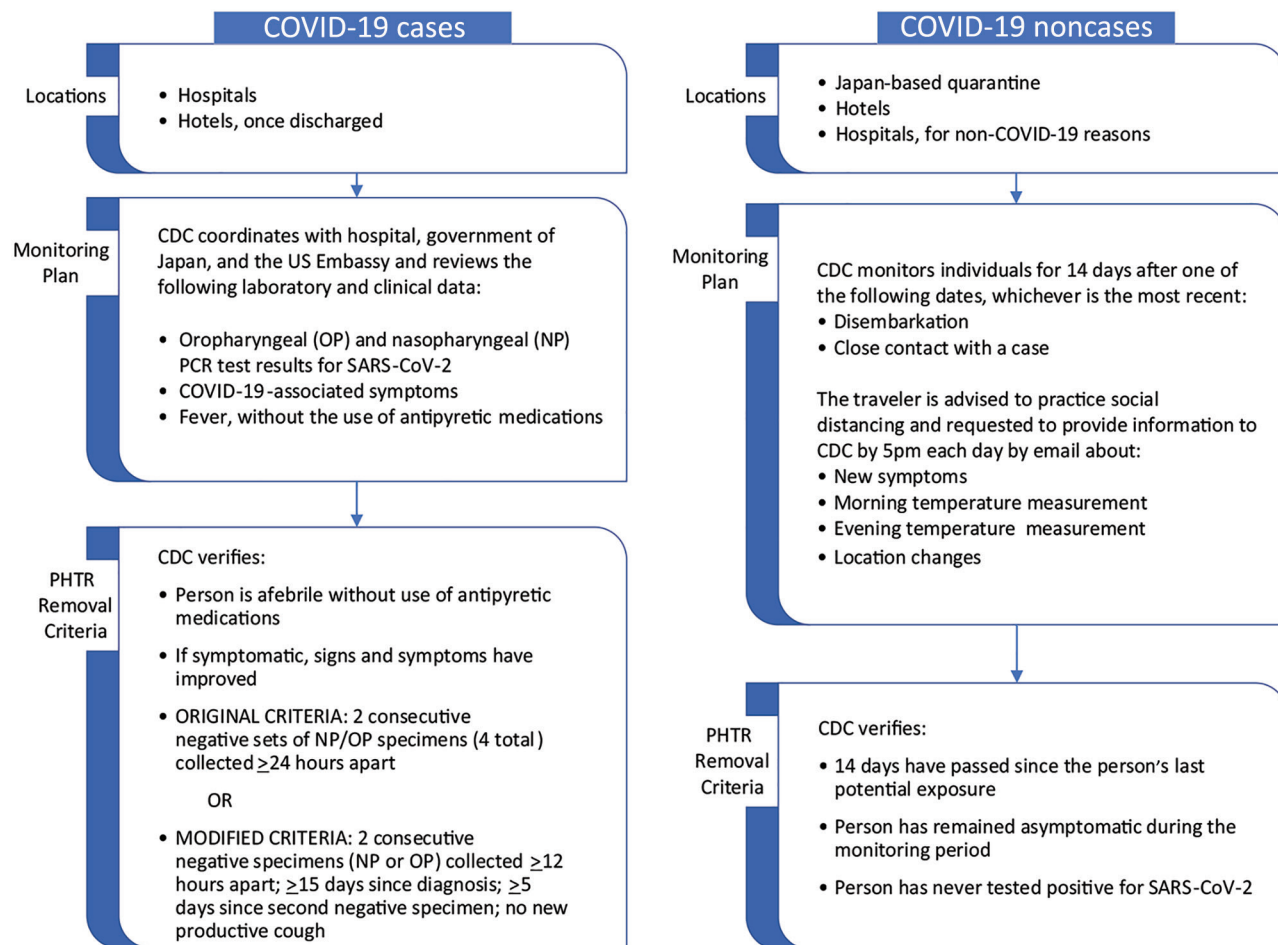 COVID-19 cases
Locations
• Hospitals
• Hotels, once discharged
Monitoring
Plan
CDC coordinates with hospital, government of
Japan, and the US Embassy and reviews the
following laboratory and clinical data:
• Oropharyngeal (OP) and nasopharyngeal (NP)
PCR test results for SARS-CoV-2
• COVID-19-associated symptoms
• Fever, without the use of antipyretic medications
PHTR
Removal
Criteria
CDC verifies:
• Person is afebrile without use of antipyretic
medications
• If symptomatic, signs and symptoms have
improved
• ORIGINAL CRITERIA: 2 consecutive
negative sets of NP/OP specimens (4 total)
collected ≥24 hours apart
OR
• MODIFIED CRITERIA: 2 consecutive
negative specimens (NP or OP) collected ≥12
hours apart; ≥15 days since diagnosis; ≥5
days since second negative specimen; no new
productive cough
COVID-19 noncases
Locations
• Japan-based quarantine
• Hotels
• Hospitals, for non-COVID-19 reasons
Monitoring
Plan
CDC monitors individuals for 14 days after one of
the following dates, whichever is the most recent:
• Disembarkation
• Close contact with a case
The traveler is advised to practice social
distancing and requested to provide information to
CDC by 5pm each day by email about:
• New symptoms
• Morning temperature measurement
• Evening temperature measurement
• Location changes
PHTR
Removal
Criteria
CDC verifies:
• 14 days have passed since the person's last
potential exposure
• Person has remained asymptomatic during the
monitoring period
• Person has never tested positive for SARS-CoV-2